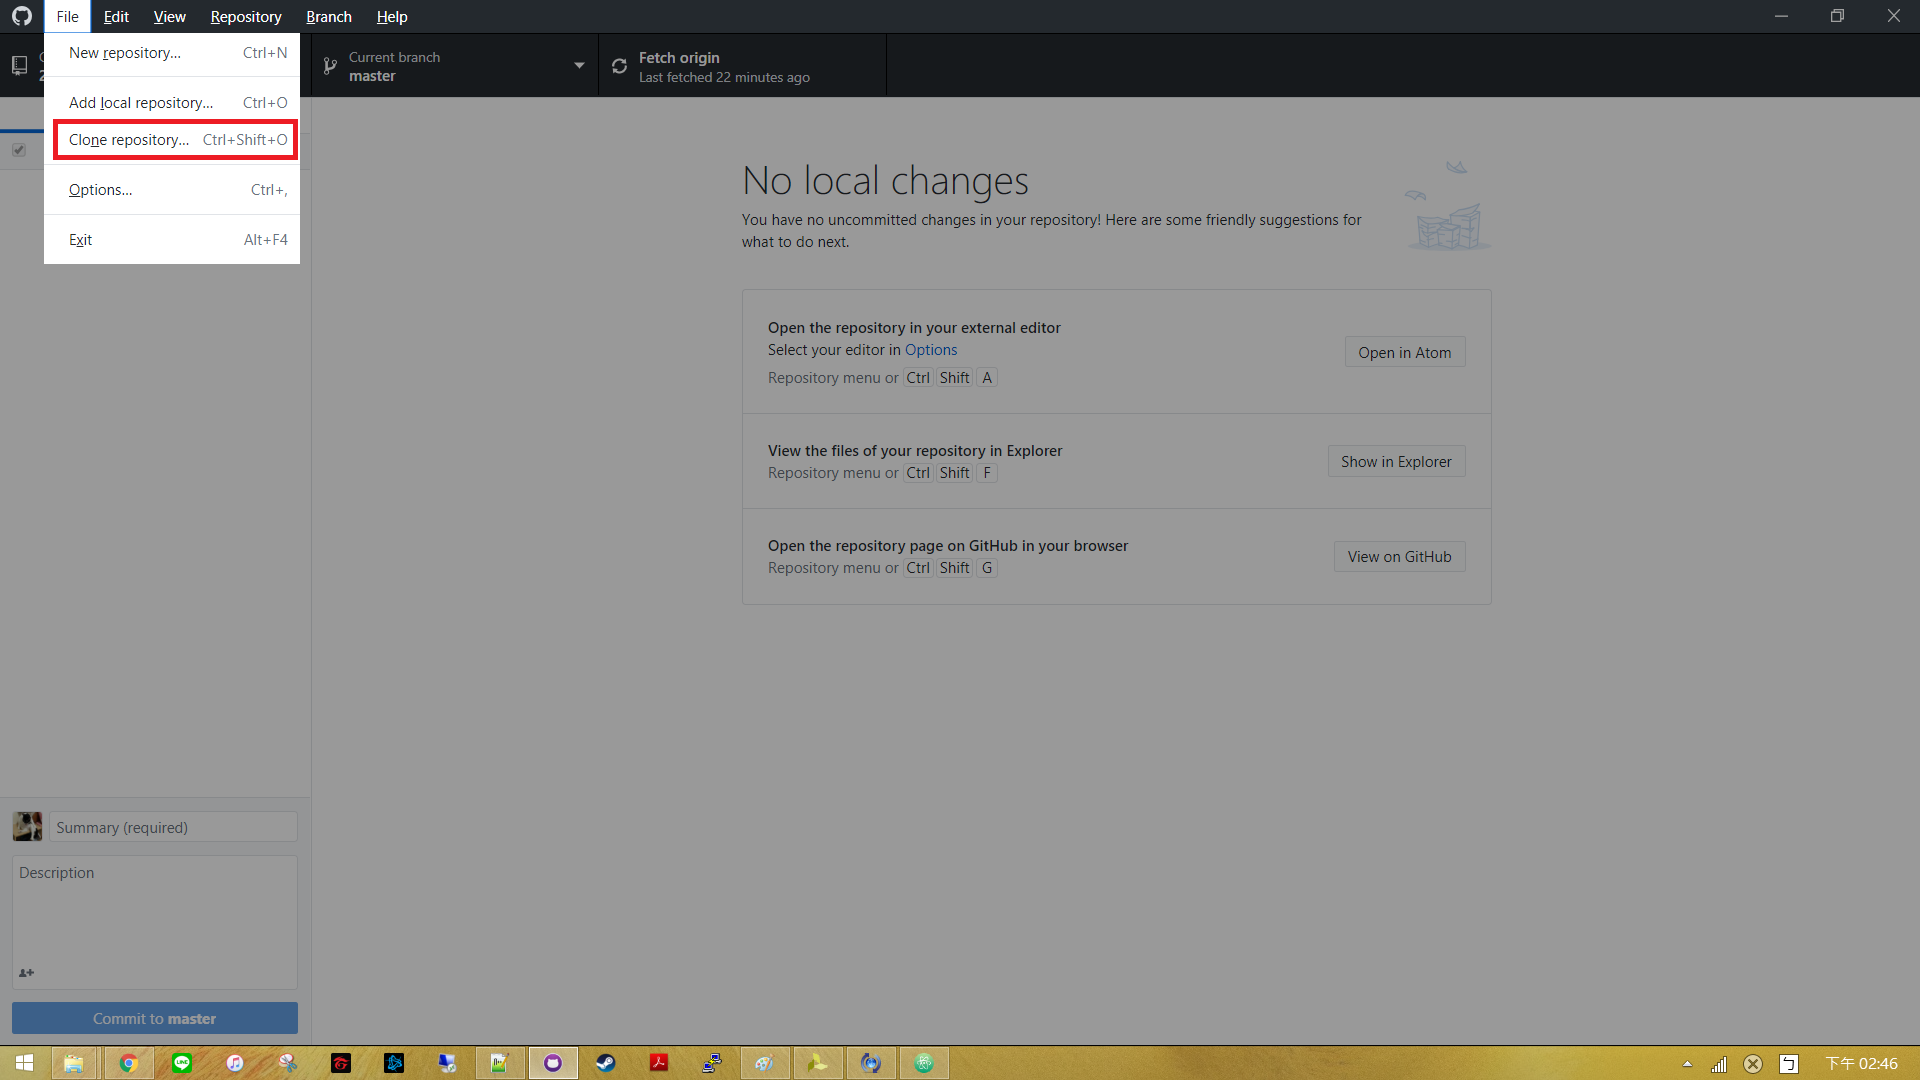 File Edit View Repository Branch Help
New repository... Ctrl+N
Add local repository... Ctrl+O
Clone repository... Ctrl+Shift+O
Options... Ctrl+,
Exit Alt+F4
Current branch
master
Fetch origin
Last fetched 22 minutes ago
No local changes
You have no uncommitted changes in your repository! Here are some friendly suggestions for
what to do next.
Open the repository in your external editor
Select your editor in Options
Repository menu or Ctrl Shift A
Open in Atom
View the files of your repository in Explorer
Repository menu or Ctrl Shift F
Show in Explorer
Open the repository page on GitHub in your browser
Repository menu or Ctrl Shift G
View on GitHub
Summary (required)
Description
Commit to master
LINE
ㄅ
下午 02:46